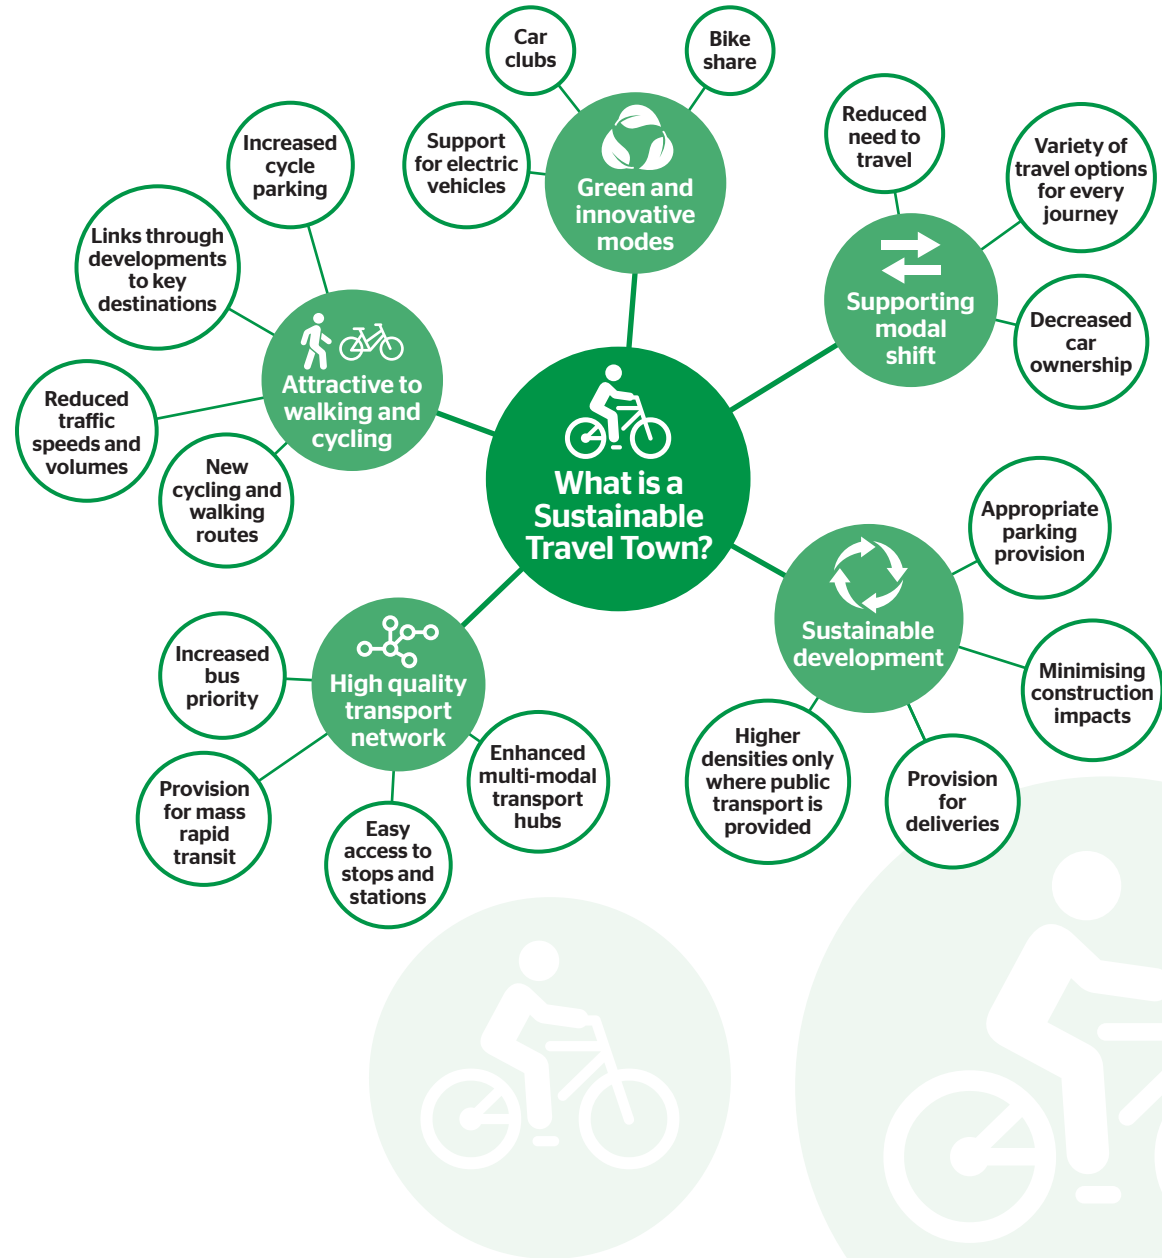 What is a
Sustainable
Travel Town?
Green and
innovative
modes
Support
for electric
vehicles
Car
clubs
Bike
share
Supporting
modal
shift
Reduced
need to
travel
Variety of
travel options
for every
journey
Decreased
car
ownership
Sustainable
development
Appropriate
parking
provision
Minimising
construction
impacts
Provision
for
deliveries
Higher
densities only
where public
transport is
provided
High quality
transport
network
Enhanced
multi-modal
transport
hubs
Easy
access to
stops and
stations
Provision
for mass
rapid
transit
Increased
bus
priority
Attractive to
walking and
cycling
New
cycling and
walking
routes
Reduced
traffic
speeds and
volumes
Links through
developments
to key
destinations
Increased
cycle
parking